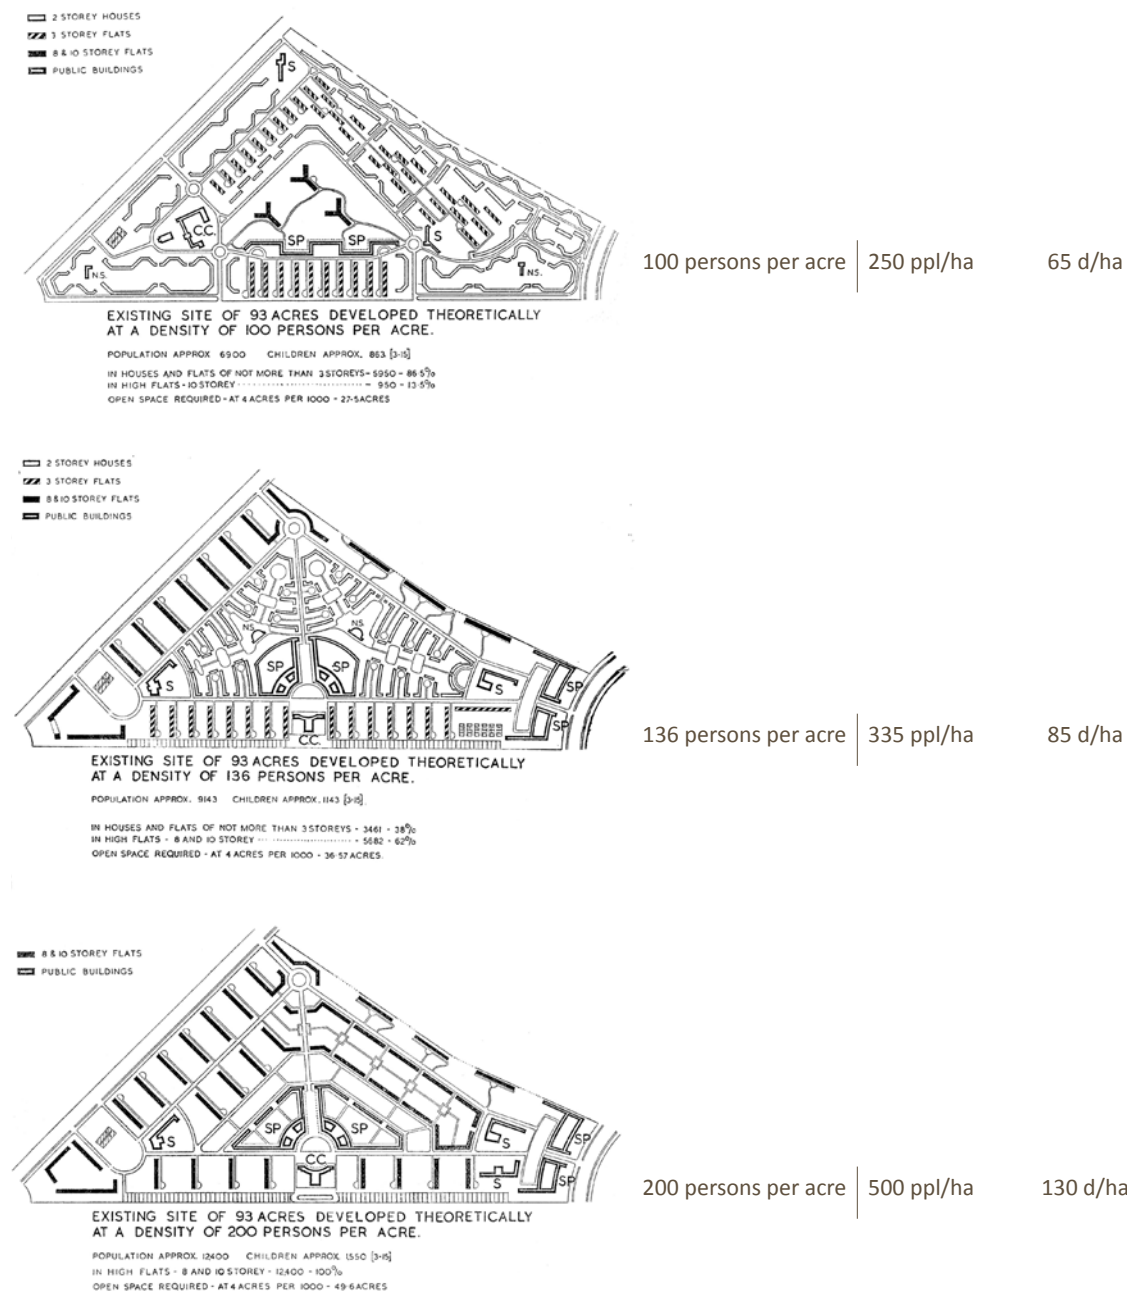 2 STOREY HOUSES
3 STOREY FLATS
8 & 10 STOREY FLATS
PUBLIC BUILDINGS
S
C.C.
SP SP
S
N.S.
N.S.
EXISTING SITE OF 93 ACRES DEVELOPED THEORETICALLY
AT A DENSITY OF 100 PERSONS PER ACRE.
POPULATION APPROX 6900 CHILDREN APPROX. 863 [3-15]
IN HOUSES AND FLATS OF NOT MORE THAN 3 STOREYS - 5950 - 86·5%
IN HIGH FLATS - 10 STOREY - 950 - 13·5%
OPEN SPACE REQUIRED - AT 4 ACRES PER 1000 - 27·5 ACRES
100 persons per acre 250 ppl/ha 65 d/ha
2 STOREY HOUSES
3 STOREY FLATS
8 & 10 STOREY FLATS
PUBLIC BUILDINGS
N.S. N.S.
SP SP
S
S
SP
SP
C.C.
EXISTING SITE OF 93 ACRES DEVELOPED THEORETICALLY
AT A DENSITY OF 136 PERSONS PER ACRE.
POPULATION APPROX. 9143 CHILDREN APPROX. 1143 [3-15]
IN HOUSES AND FLATS OF NOT MORE THAN 3 STOREYS - 3461 - 38%
IN HIGH FLATS - 8 AND 10 STOREY - 5682 - 62%
OPEN SPACE REQUIRED - AT 4 ACRES PER 1000 - 36·57 ACRES.
136 persons per acre 335 ppl/ha 85 d/ha
8 & 10 STOREY FLATS
PUBLIC BUILDINGS
SP SP
S
S
SP
CC
S
SP
EXISTING SITE OF 93 ACRES DEVELOPED THEORETICALLY
AT A DENSITY OF 200 PERSONS PER ACRE.
POPULATION APPROX. 12400 CHILDREN APPROX. 1550 [3-15]
IN HIGH FLATS - 8 AND 10 STOREY - 12400 - 100%
OPEN SPACE REQUIRED - AT 4 ACRES PER 1000 - 49·6 ACRES
200 persons per acre 500 ppl/ha 130 d/ha